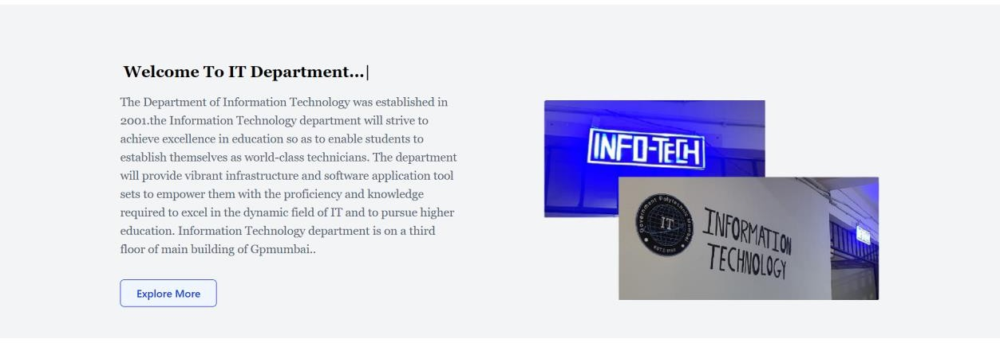 Welcome To IT Department...|
The Department of Information Technology was established in
2001.the Information Technology department will strive to
achieve excellence in education so as to enable students to
establish themselves as world-class technicians. The department
will provide vibrant infrastructure and software application tool
sets to empower them with the proficiency and knowledge
required to excel in the dynamic field of IT and to pursue higher
education. Information Technology department is on a third
floor of main building of Gpmumbai..
Explore More
INFO-TECH
Government Polytechnic Mumbai
IT
INFORMATION
TECHNOLOGY